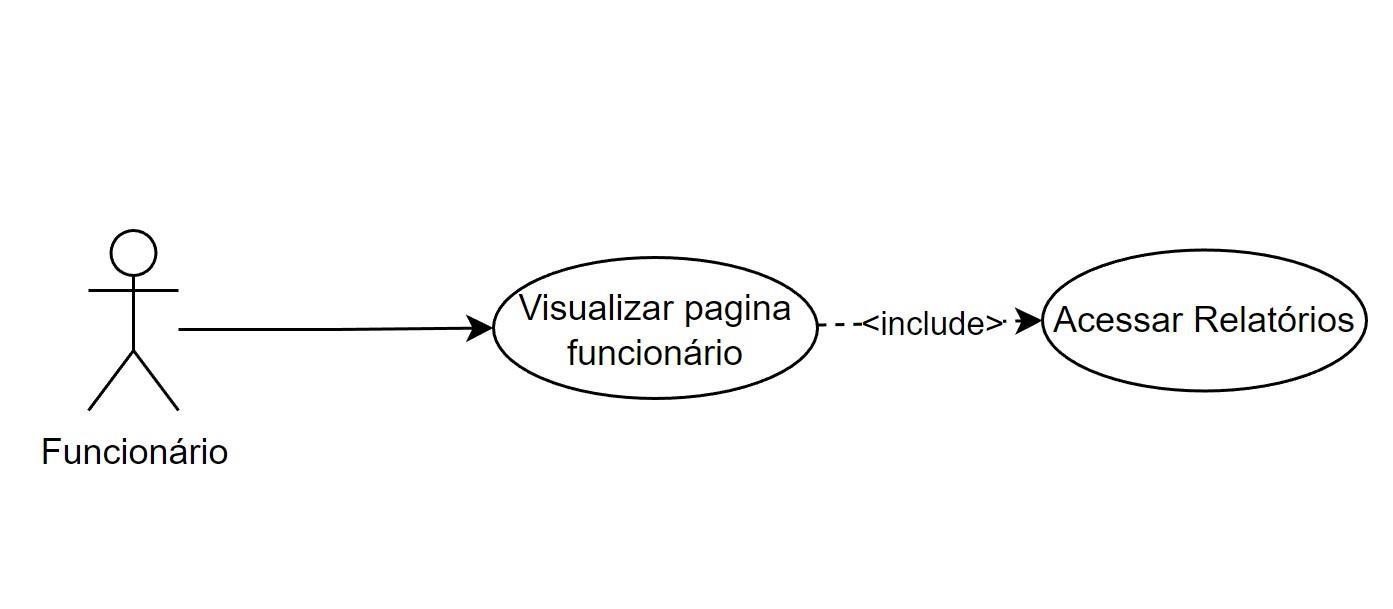 Visualizar pagina
funcionário
<include>
Acessar Relatórios
Funcionário